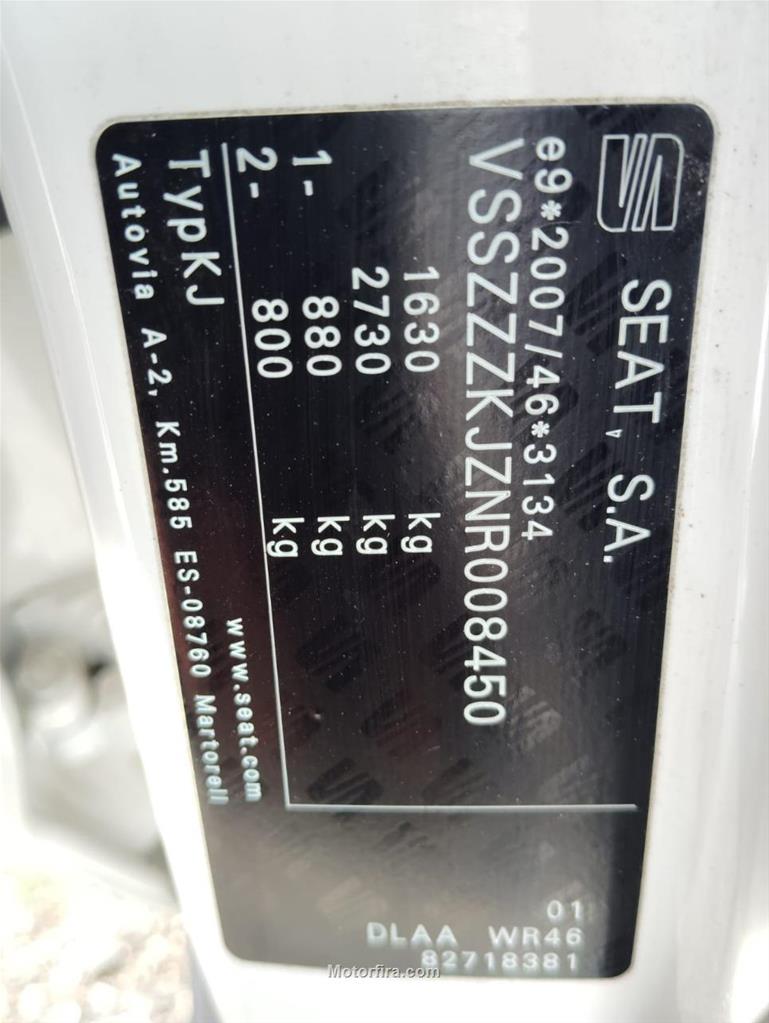 SEAT, S.A.
e9*2007/46*3134
VSSZZZKJZNR008450
1630 kg
2730 kg
1- 880 kg
2- 800 kg
TypKJ
www.seat.com
Autovia A-2, Km.585 ES-08760 Martorell
01
DLAA WR46
82718381
Motorfira.com